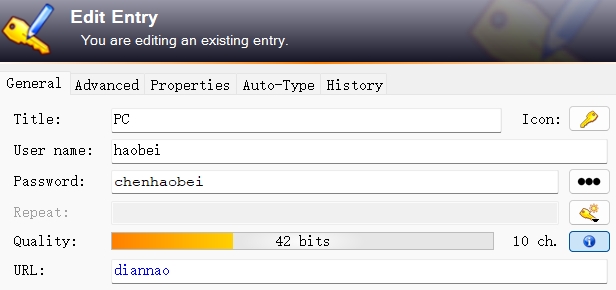 Edit Entry
You are editing an existing entry.
General Advanced Properties Auto-Type History
Title: PC Icon:
User name: haobei
Password: chenhaobei
Repeat:
Quality: 42 bits 10 ch.
URL: diannao